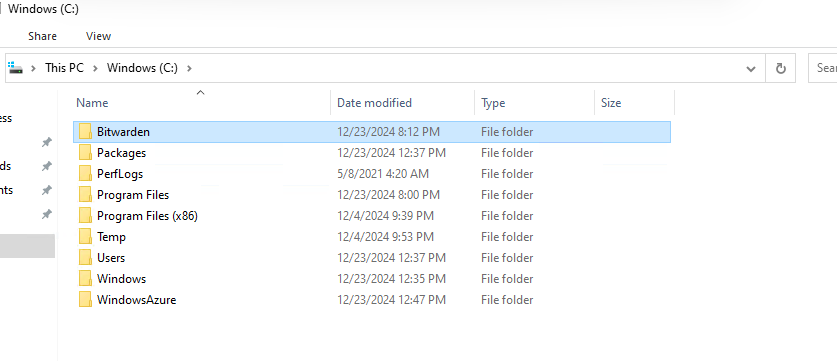 Windows (C:)
Share View
This PC > Windows (C:) > Sear
Name Date modified Type Size
ess
Bitwarden 12/23/2024 8:12 PM File folder
Packages 12/23/2024 12:37 PM File folder
ds PerfLogs 5/8/2021 4:20 AM File folder
nts Program Files 12/23/2024 8:00 PM File folder
Program Files (x86) 12/4/2024 9:39 PM File folder
Temp 12/4/2024 9:53 PM File folder
Users 12/23/2024 12:37 PM File folder
Windows 12/23/2024 12:35 PM File folder
WindowsAzure 12/23/2024 12:47 PM File folder